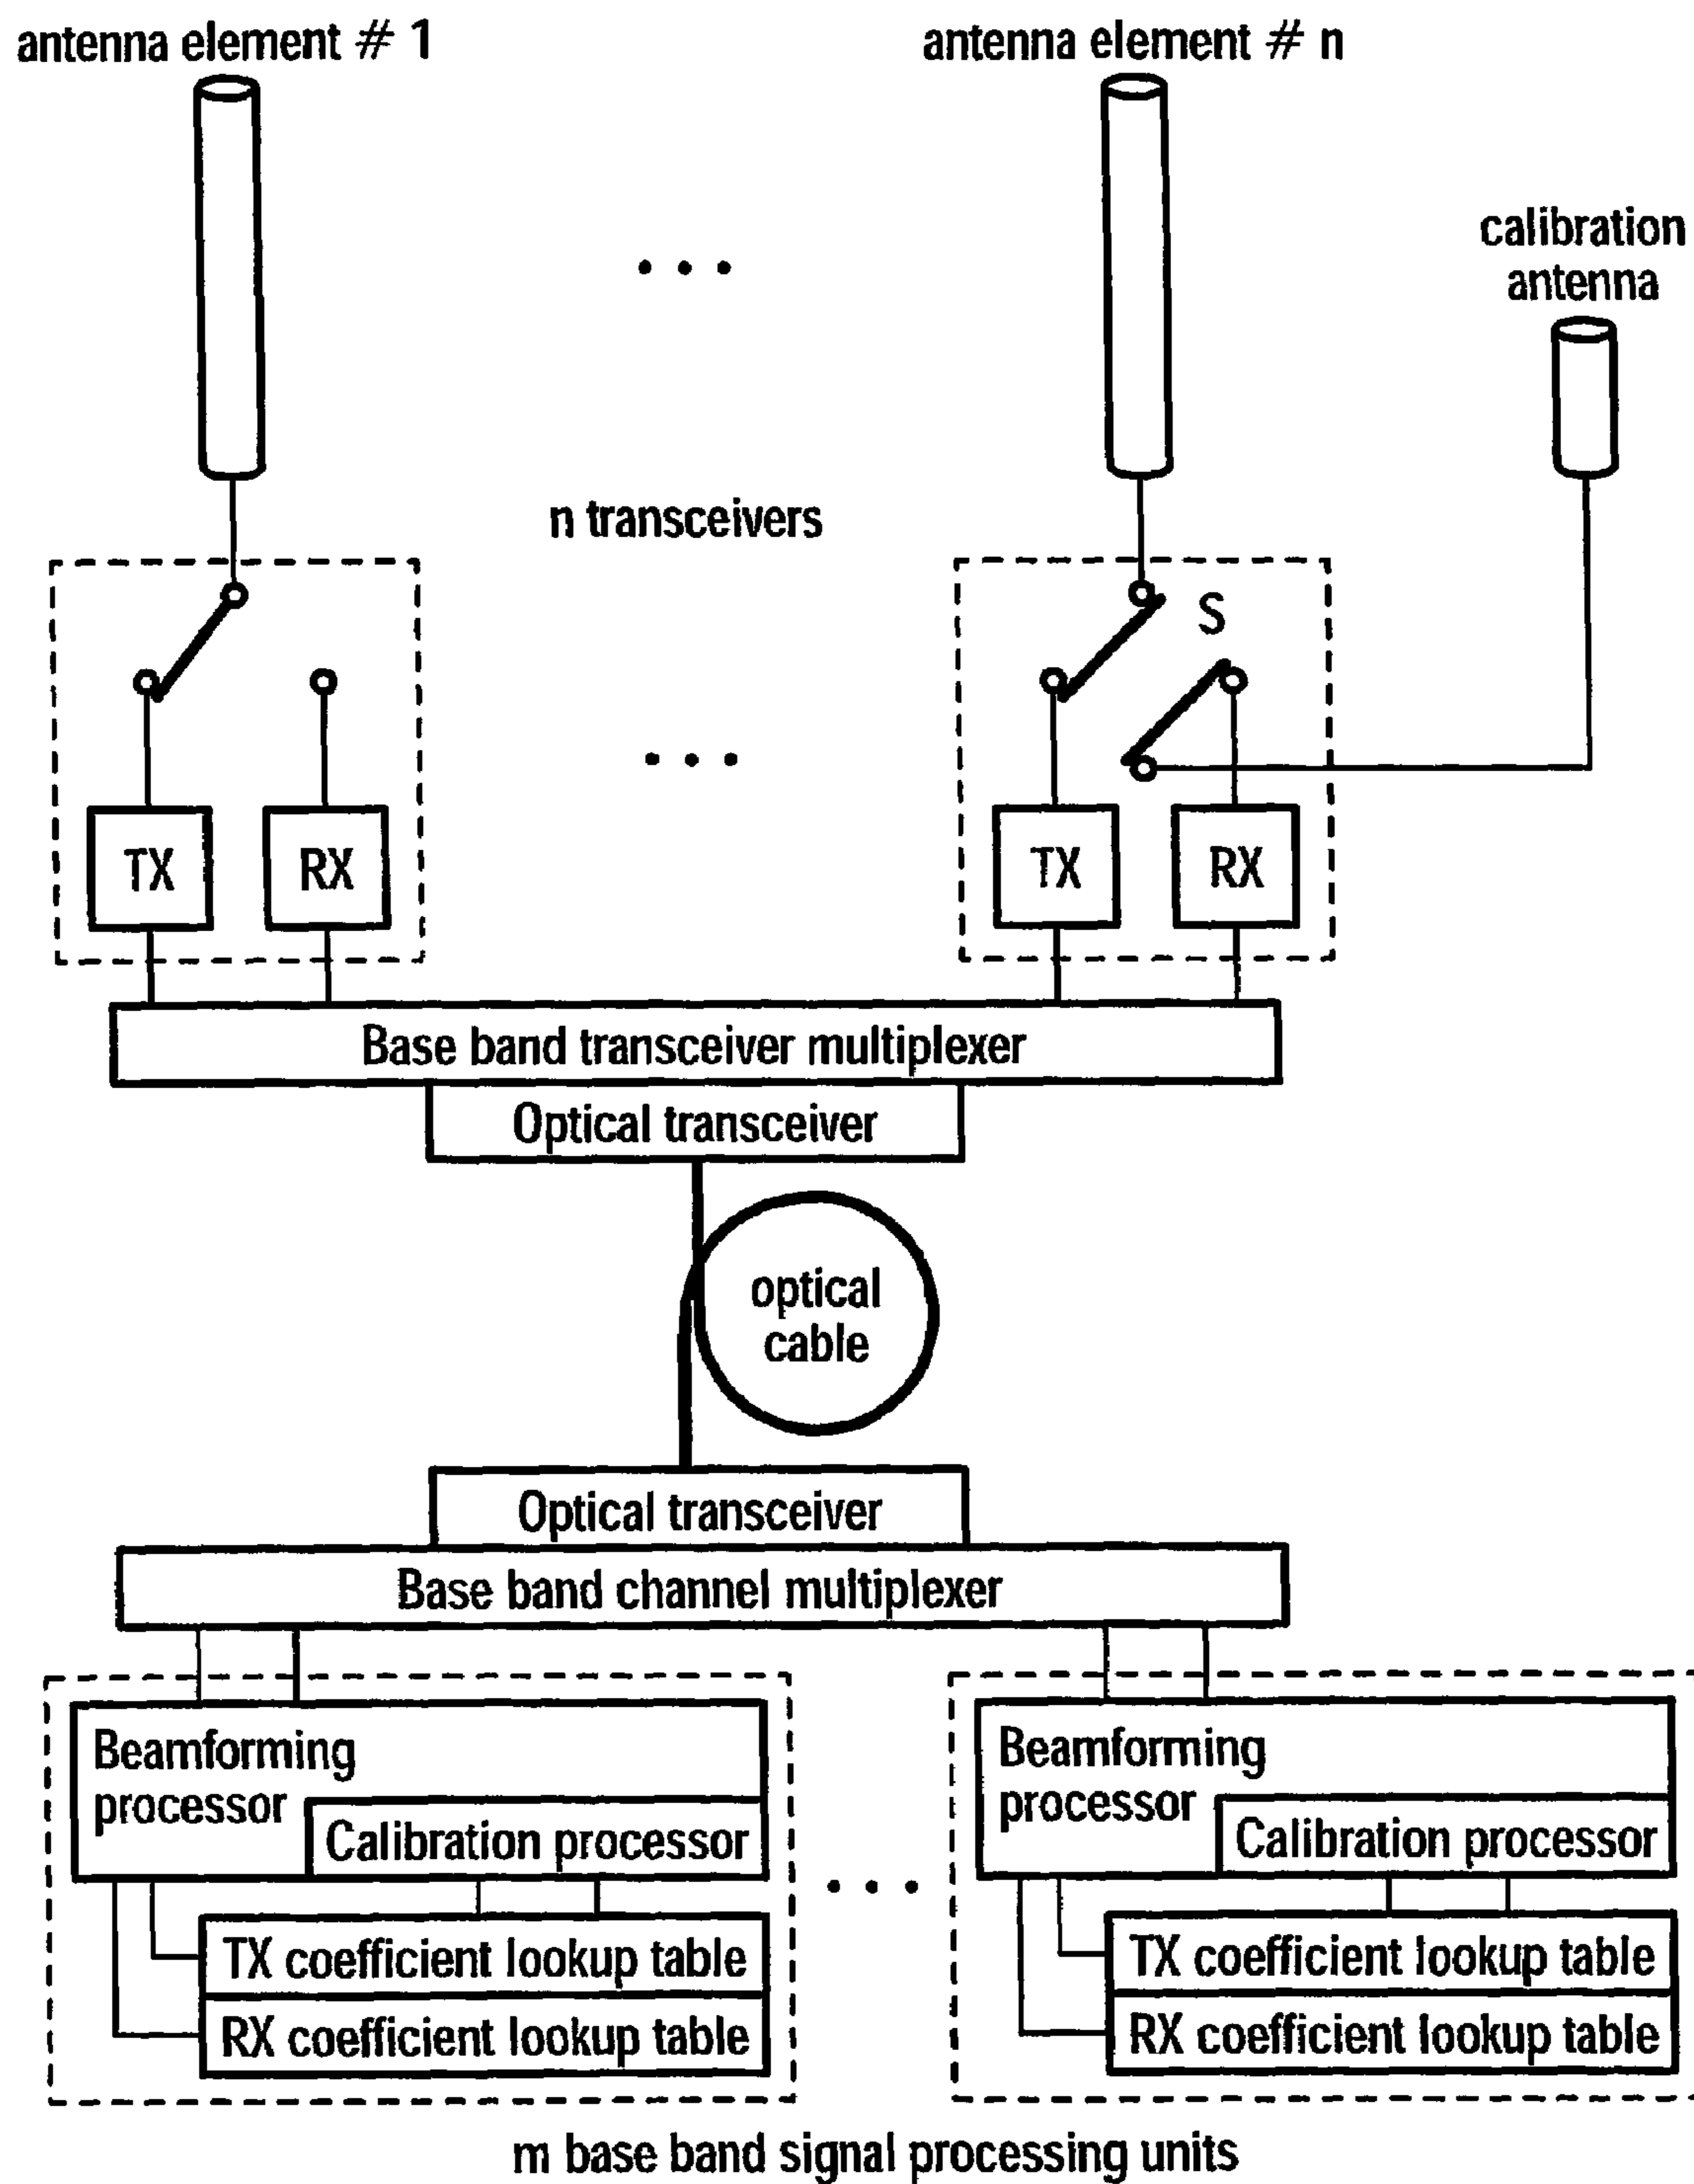 antenna element # 1
antenna element # n
calibration
antenna
n transceivers
S
TX
RX
TX
RX
Base band transceiver multiplexer
Optical transceiver
optical
cable
Optical transceiver
Base band channel multiplexer
Beamforming
processor
Calibration processor
TX coefficient lookup table
RX coefficient lookup table
Beamforming
processor
Calibration processor
TX coefficient lookup table
RX coefficient lookup table
m base band signal processing units